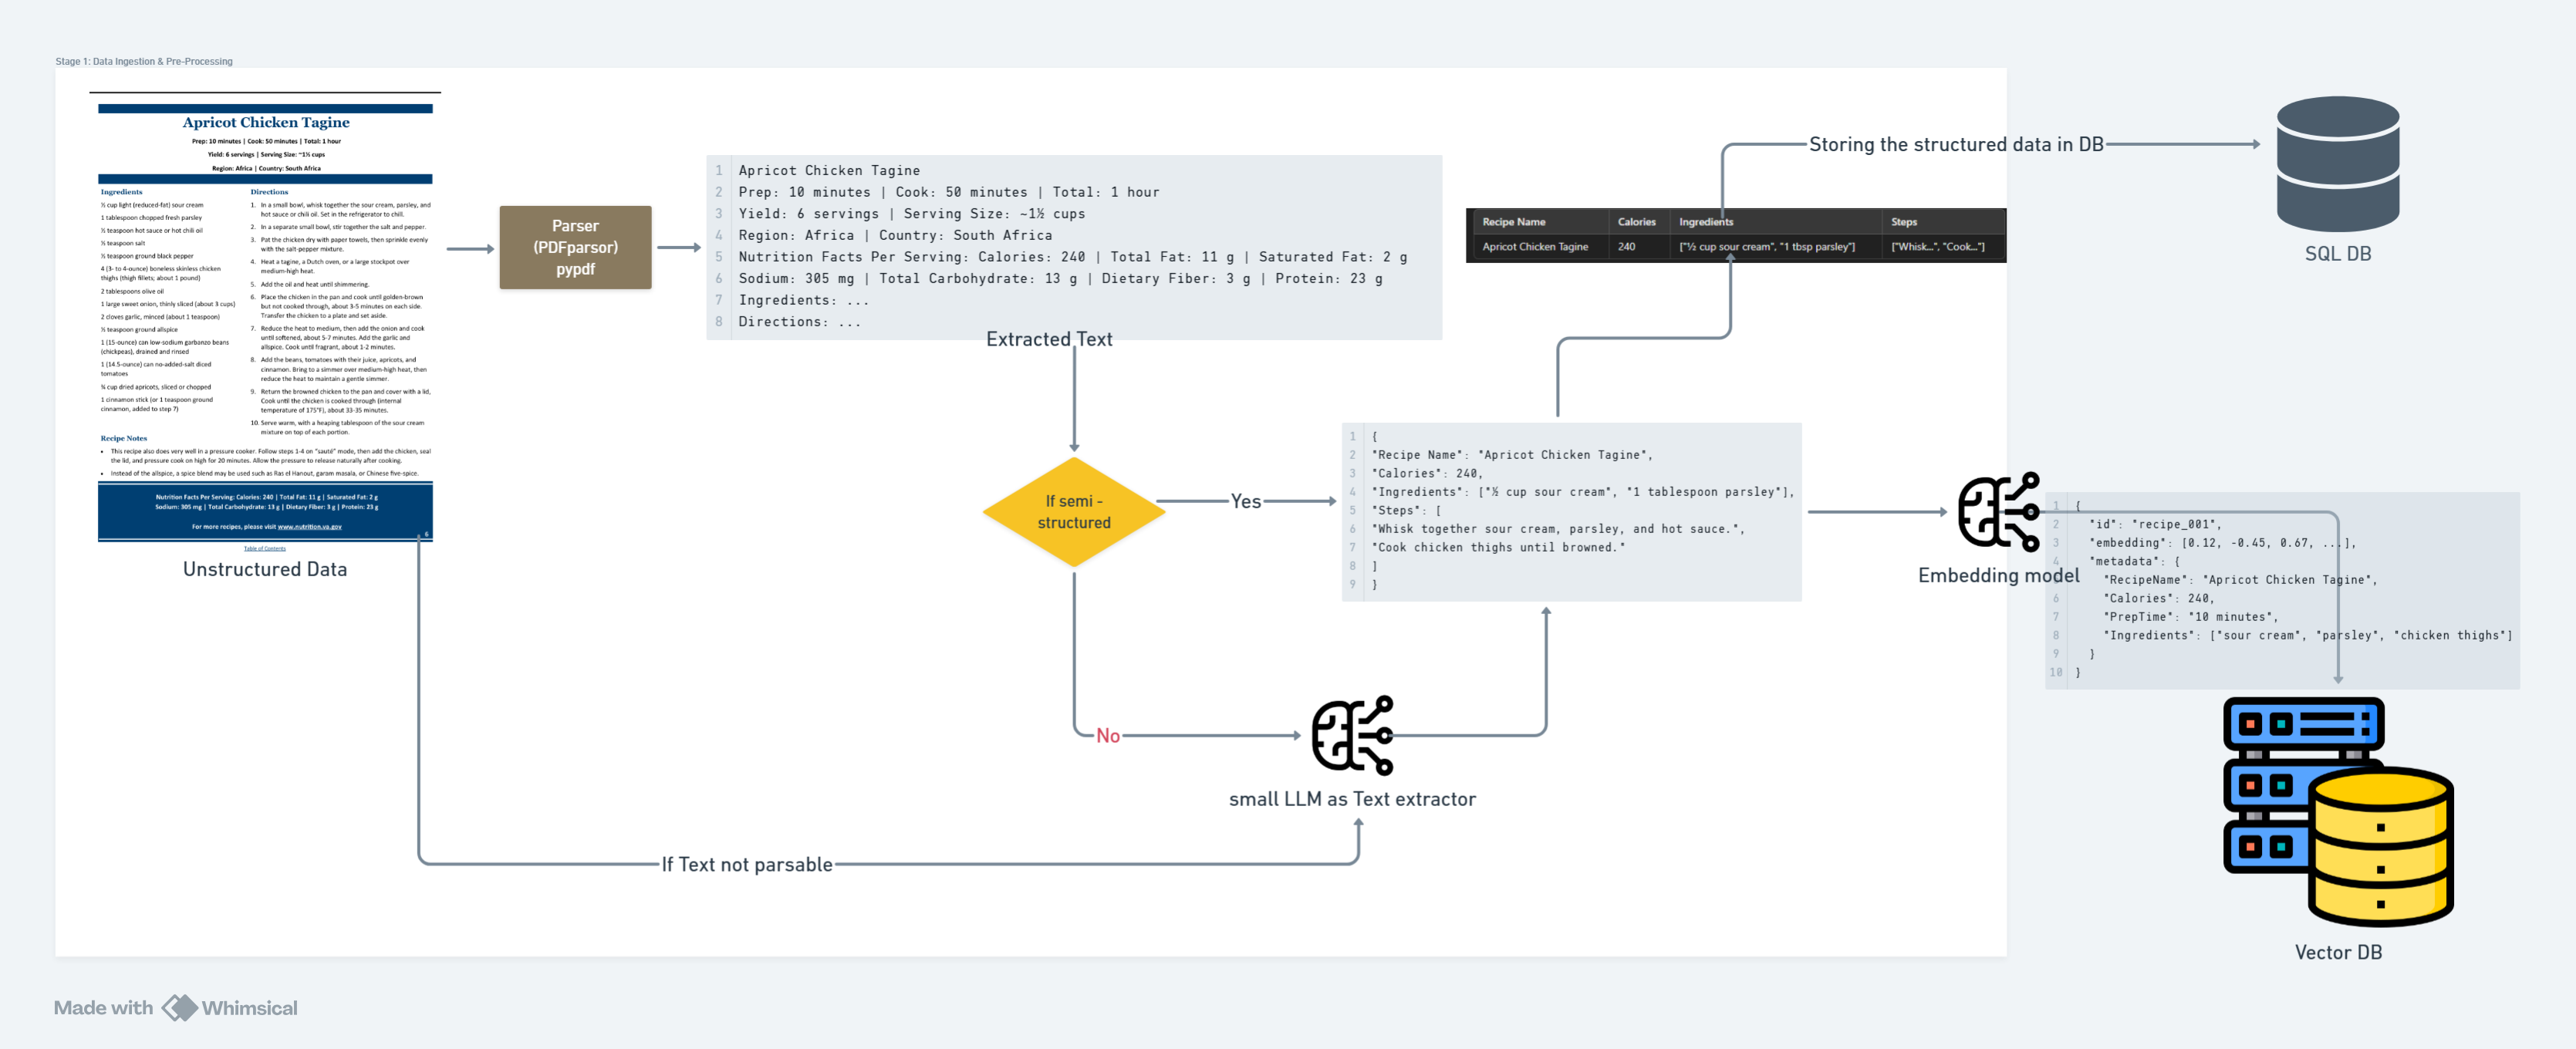 Stage 1: Data Ingestion & Pre-Processing
Apricot Chicken Tagine
Prep: 10 minutes | Cook: 50 minutes | Total: 1 hour
Yield: 6 servings | Serving Size: ~1½ cups
Region: Africa | Country: South Africa
Ingredients
½ cup light (reduced-fat) sour cream
1 tablespoon chopped fresh parsley
½ teaspoon hot sauce or hot chili oil
½ teaspoon salt
½ teaspoon ground black pepper
4 (3- to 4-ounce) boneless skinless chicken
thighs (thigh fillets; about 1 pound)
2 tablespoons olive oil
1 large sweet onion, thinly sliced (about 3 cups)
2 cloves garlic, minced (about 1 teaspoon)
½ teaspoon ground allspice
1 (15-ounce) can low-sodium garbanzo beans
(chickpeas), drained and rinsed
1 (14.5-ounce) can no-added-salt diced
tomatoes
cup dried apricots, sliced or chopped
1 cinnamon stick (or 1 teaspoon ground
cinnamon, added to step 7)
Directions
1. In a small bowl, whisk together the sour cream, parsley, and
hot sauce or chili oil. Set in the refrigerator to chill.
2. In a separate small bowl, stir together the salt and pepper.
3. Pat the chicken dry with paper towels, then sprinkle evenly
with the salt-pepper mixture.
4. Heat a tagine, a Dutch oven, or a large stockpot over
medium-high heat.
5. Add the oil and heat until shimmering.
6. Place the chicken in the pan and cook until golden-brown
but not cooked through, about 3-5 minutes on each side.
Transfer the chicken to a plate and set aside.
7. Reduce the heat to medium, then add the onion and cook
until softened, about 5-7 minutes. Add the garlic and
allspice. Cook until fragrant, about 1-2 minutes.
8. Add the beans, tomatoes with their juice, apricots, and
cinnamon. Bring to a simmer over medium-high heat, then
reduce the heat to maintain a gentle simmer.
9. Return the browned chicken to the pan and cover with a lid,
Cook until the chicken is cooked through (internal
temperature of 175°F), about 33-35 minutes.
10. Serve warm, with a heaping tablespoon of the sour cream
mixture on top of each portion.
Recipe Notes
• This recipe also does very well in a pressure cooker. Follow steps 1-4 on "sauté" mode, then add the chicken, seal
the lid, and pressure cook on high for 20 minutes. Allow the pressure to release naturally after cooking.
• Instead of the allspice, a spice blend may be used such as Ras el Hanout, garam masala, or Chinese five-spice.
Nutrition Facts Per Serving: Calories: 240 | Total Fat: 11 g | Saturated Fat: 2 g
Sodium: 305 mg | Total Carbohydrate: 13 g | Dietary Fiber: 3 g | Protein: 23 g
For more recipes, please visit www.nutrition.va.gov
6
Table of Contents
Unstructured Data
Parser
(PDFparsor)
pypdf
1 Apricot Chicken Tagine
2 Prep: 10 minutes | Cook: 50 minutes | Total: 1 hour
3 Yield: 6 servings | Serving Size: ~1½ cups
4 Region: Africa | Country: South Africa
5 Nutrition Facts Per Serving: Calories: 240 | Total Fat: 11 g | Saturated Fat: 2 g
6 Sodium: 305 mg | Total Carbohydrate: 13 g | Dietary Fiber: 3 g | Protein: 23 g
7 Ingredients: ...
8 Directions: ...
Extracted Text
If semi -
structured
Yes
No
small LLM as Text extractor
If Text not parsable
1 {
2 "Recipe Name": "Apricot Chicken Tagine",
3 "Calories": 240,
4 "Ingredients": ["½ cup sour cream", "1 tablespoon parsley"],
5 "Steps": [
6 "Whisk together sour cream, parsley, and hot sauce.",
7 "Cook chicken thighs until browned."
8 ]
9 }
Recipe Name Calories Ingredients Steps
Apricot Chicken Tagine 240 ["½ cup sour cream", "1 tbsp parsley"] ["Whisk...", "Cook..."]
Storing the structured data in DB
SQL DB
Embedding model
1 {
2 "id": "recipe_001",
3 "embedding": [0.12, -0.45, 0.67, ...],
4 "metadata": {
"RecipeName": "Apricot Chicken Tagine",
6 "Calories": 240,
7 "PrepTime": "10 minutes",
8 "Ingredients": ["sour cream", "parsley", "chicken thighs"]
9 }
10 }
Vector DB
Made with Whimsical